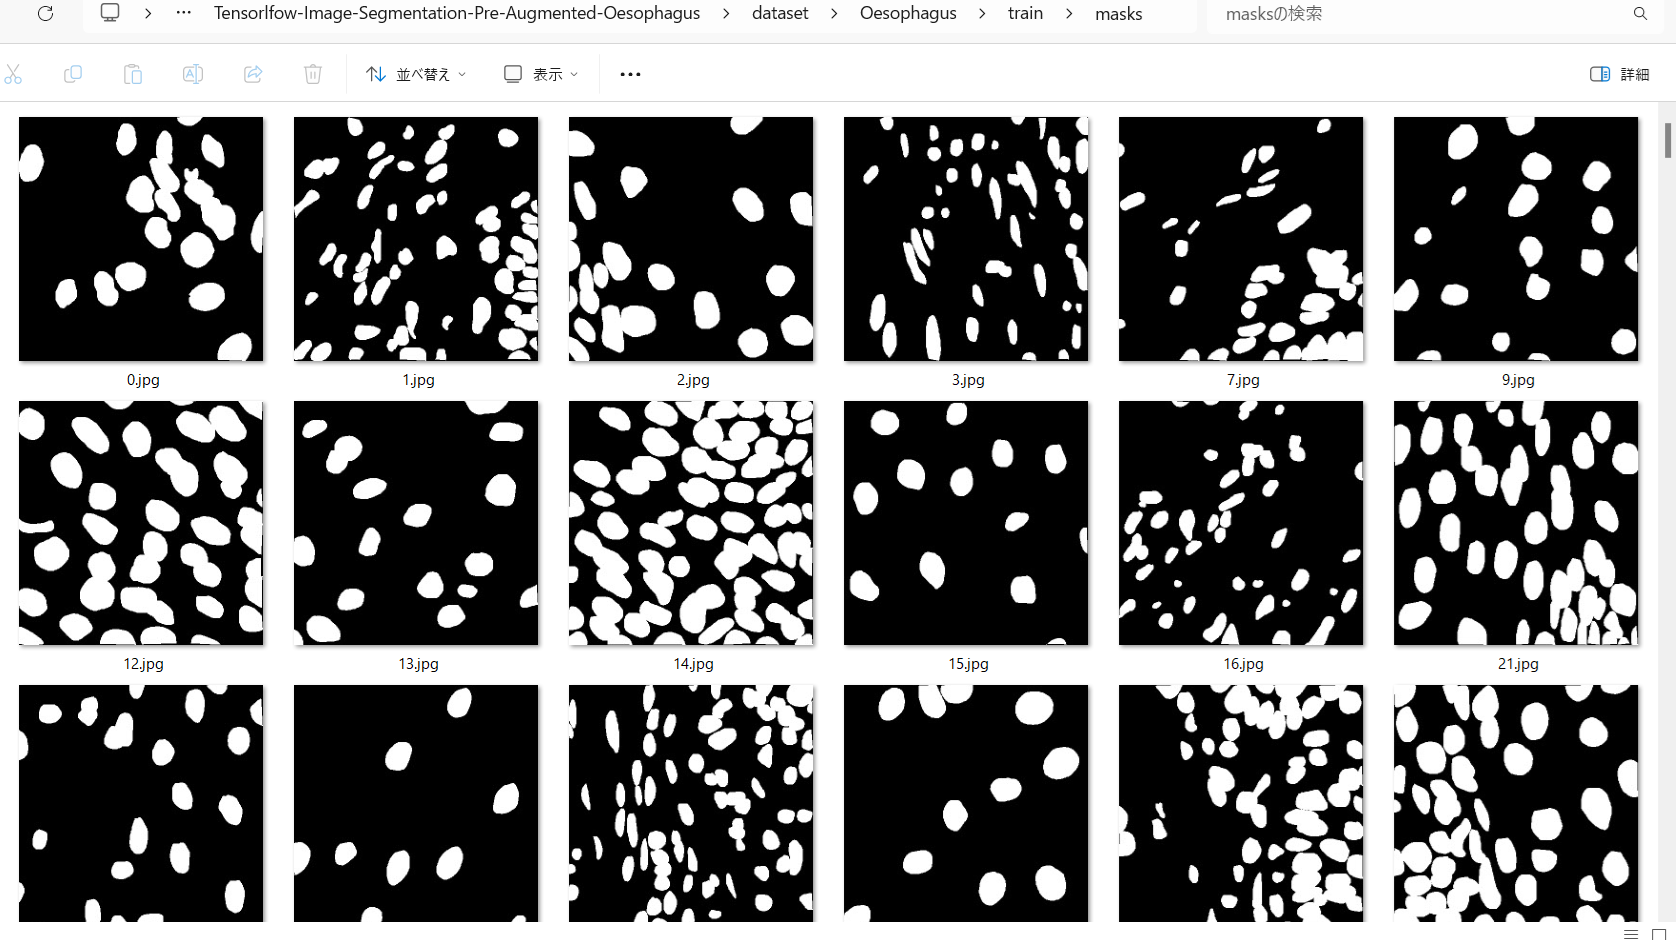 Tensorlfow-Image-Segmentation-Pre-Augmented-Oesophagus > dataset > Oesophagus > train > masks
masksの検索
並べ替え
表示
詳細
0.jpg
1.jpg
2.jpg
3.jpg
7.jpg
9.jpg
12.jpg
13.jpg
14.jpg
15.jpg
16.jpg
21.jpg